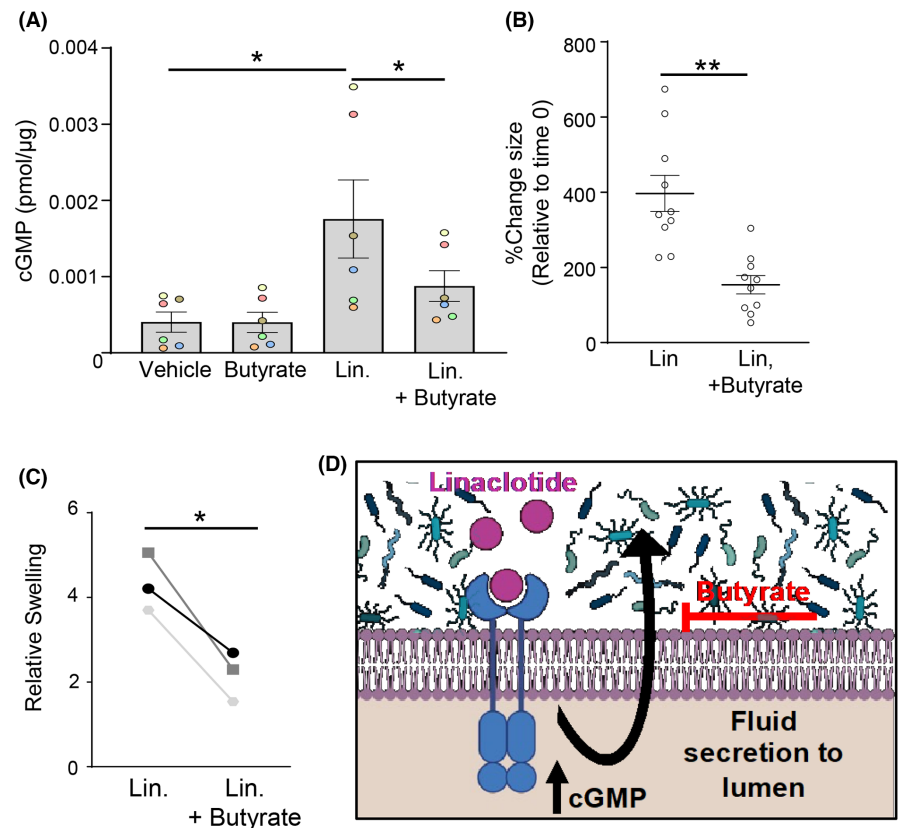 (A)
0.004
0.003
0.002
0.001
0
cGMP (pmol/µg)
*
*
Vehicle
Butyrate
Lin.
Lin.
+ Butyrate
(B)
800
600
400
200
0
%Change size
(Relative to time 0)
**
Lin
Lin,
+Butyrate
(C)
6
4
2
0
Relative Swelling
*
Lin.
Lin.
+ Butyrate
(D)
Linaclotide
Butyrate
Fluid
secretion to
lumen
cGMP